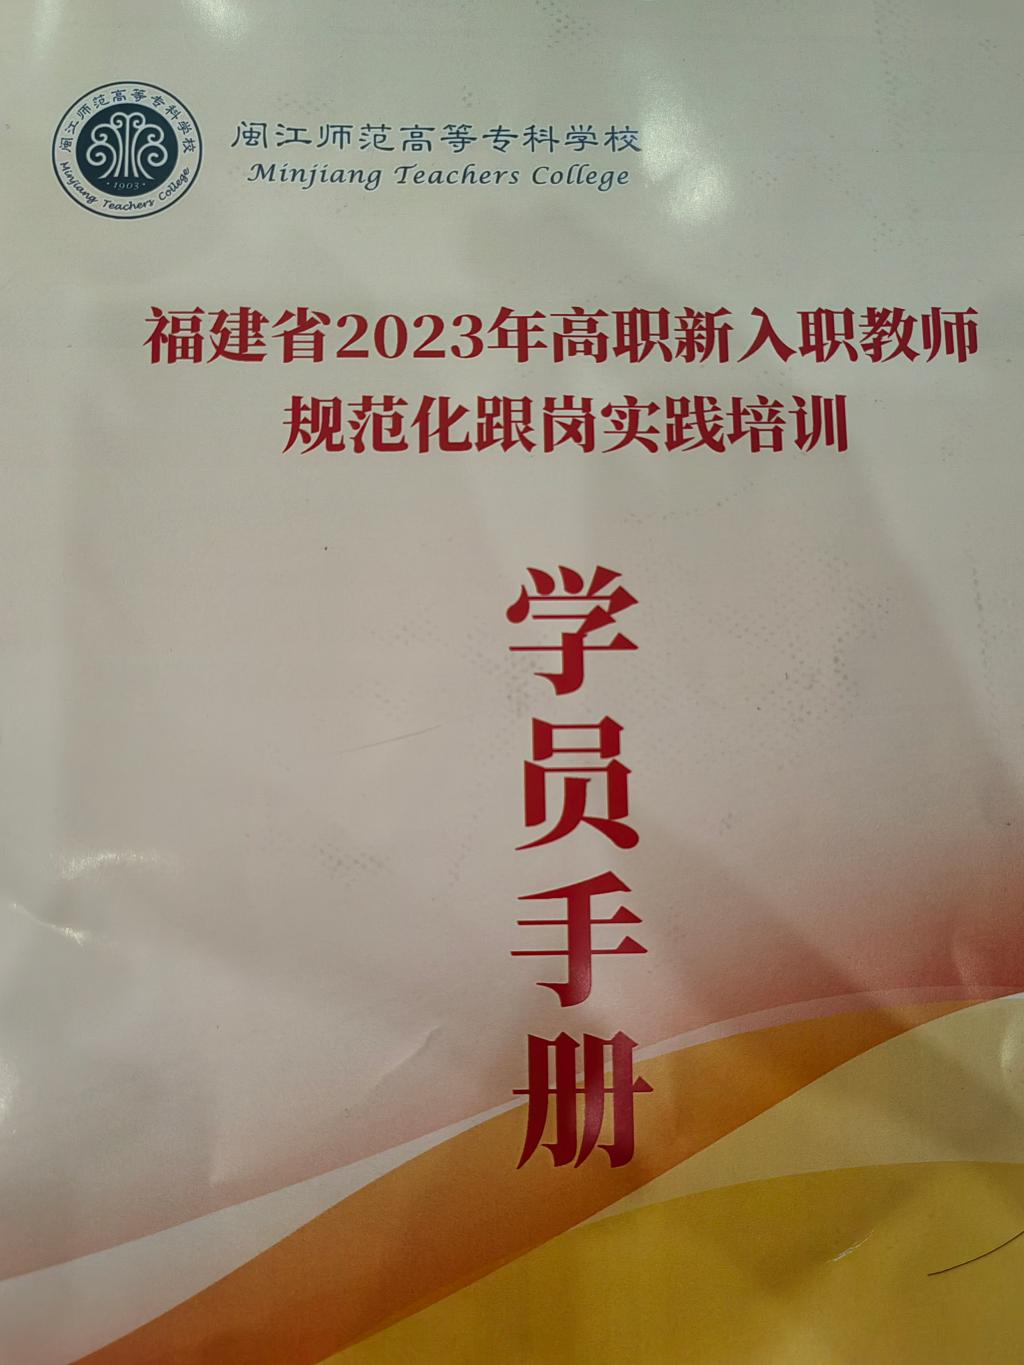 闽江师范高等专科学校
Minjiang Teachers College
·1903·
闽江师范高等专科学校
Minjiang Teachers College
福建省2023年高职新入职教师
规范化跟岗实践培训
学
员
手
册